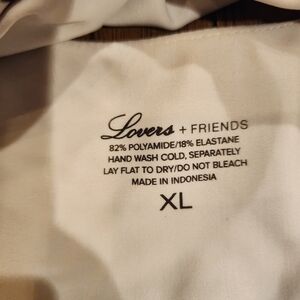 Lovers + FRIENDS
82% POLYAMIDE/18% ELASTANE
HAND WASH COLD, SEPARATELY
LAY FLAT TO DRY/DO NOT BLEACH
MADE IN INDONESIA
XL